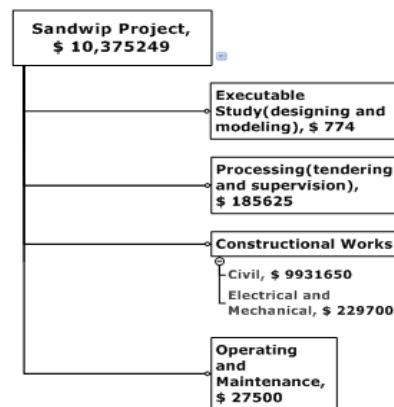 Sandwip Project,
$ 10,375249
Executable
Study(designing and
modeling), $ 774
Processing(tendering
and supervision),
$ 185625
Constructional Works
Civil, $ 9931650
Electrical and
Mechanical, $ 229700
Operating
and
Maintenance,
$ 27500